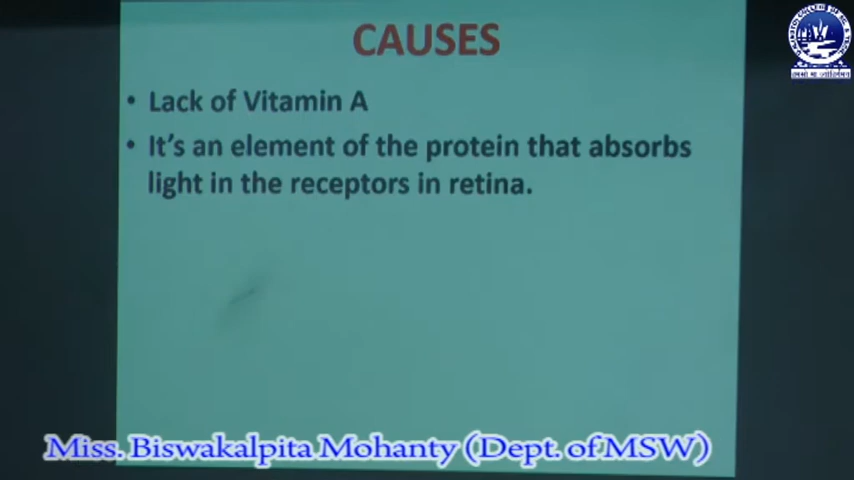 CAUSES
• Lack of Vitamin A
• It's an element of the protein that absorbs
light in the receptors in retina.
Miss. Biswakalpita Mohanty (Dept. of MSW)